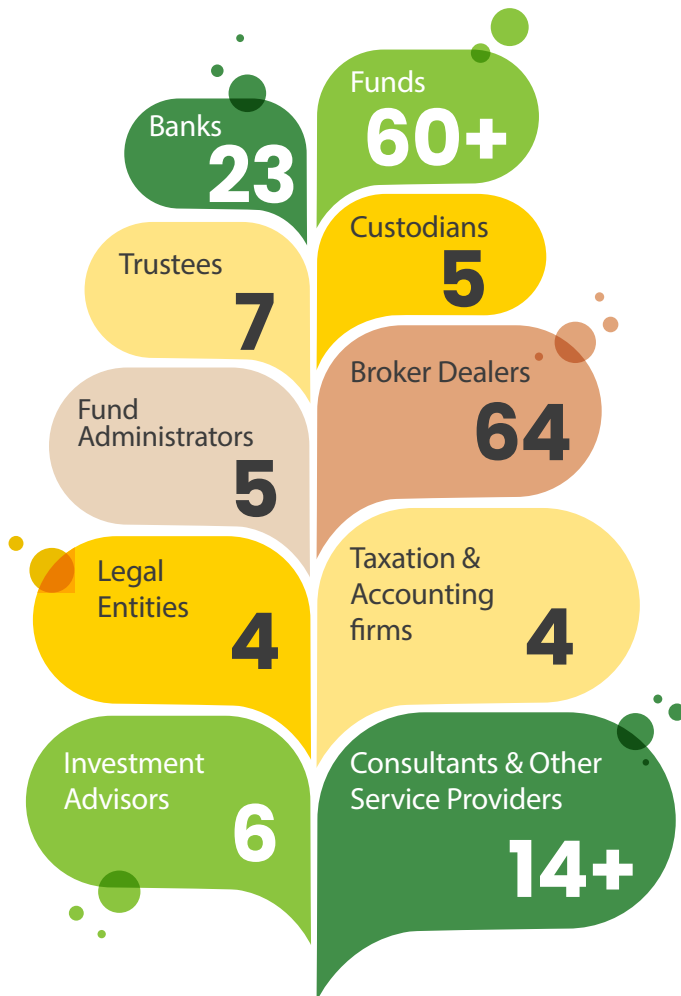 Banks
23
Funds
60+
Trustees
7
Custodians
5
Fund
Administrators
5
Broker Dealers
64
Legal
Entities
4
Taxation &
Accounting
firms
4
Investment
Advisors
6
Consultants & Other
Service Providers
14+